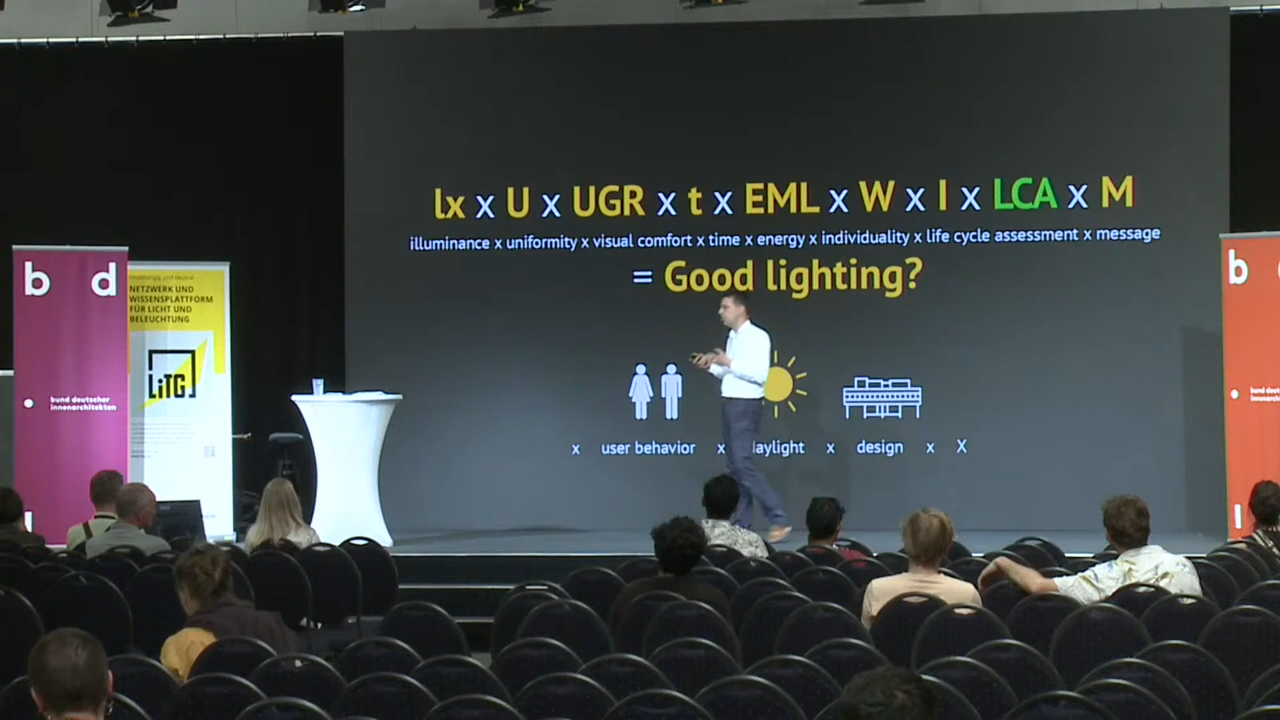 lx x U x UGR x t x EML x W x I x LCA x M
illuminance x uniformity x visual comfort x time x energy x individuality x life cycle assessment x message
= Good lighting?
x user behavior x aylight x design x X
b d
bund deutscher
innenarchitekten
NETZWERK UND
WISSENSPLATTFORM
FÜR LICHT UND
BELEUCHTUNG
LiTG
b